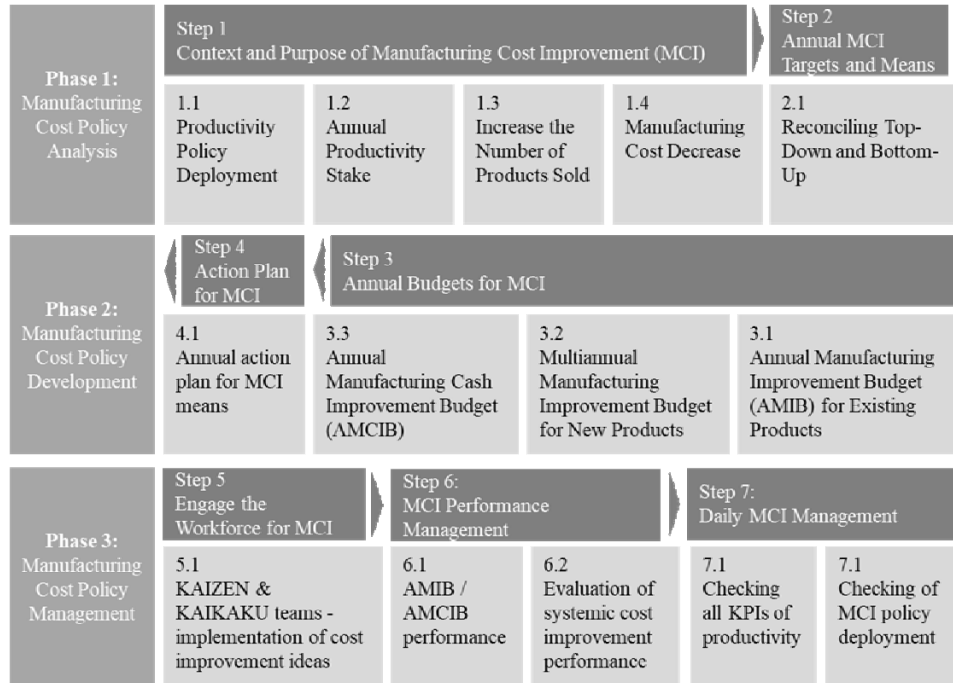 Phase 1:
Manufacturing
Cost Policy
Analysis
Step 1
Context and Purpose of Manufacturing Cost Improvement (MCI)
Step 2
Annual MCI
Targets and Means
1.1
Productivity
Policy
Deployment
1.2
Annual
Productivity
Stake
1.3
Increase the
Number of
Products Sold
1.4
Manufacturing
Cost Decrease
2.1
Reconciling Top-
Down and Bottom-
Up
Phase 2:
Manufacturing
Cost Policy
Development
Step 4
Action Plan
for MCI
Step 3
Annual Budgets for MCI
4.1
Annual action
plan for MCI
means
3.3
Annual
Manufacturing Cash
Improvement Budget
(AMCIB)
3.2
Multiannual
Manufacturing
Improvement Budget
for New Products
3.1
Annual Manufacturing
Improvement Budget
(AMIB) for Existing
Products
Phase 3:
Manufacturing
Cost Policy
Management
Step 5
Engage the
Workforce for MCI
Step 6:
MCI Performance
Management
Step 7:
Daily MCI Management
5.1
KAIZEN &
KAIKAKU teams -
implementation of cost
improvement ideas
6.1
AMIB /
AMCIB
performance
6.2
Evaluation of
systemic cost
improvement
performance
7.1
Checking
all KPIs of
productivity
7.1
Checking of
MCI policy
deployment